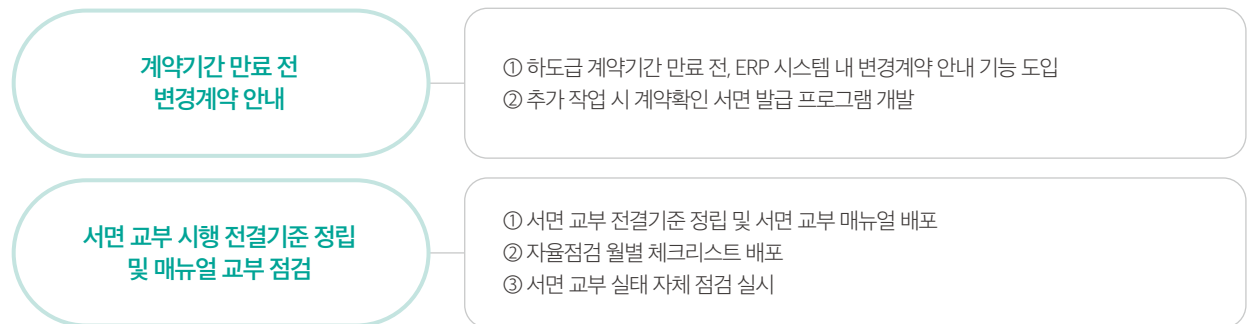 계약기간 만료 전
변경계약 안내
① 하도급 계약기간 만료 전, ERP 시스템 내 변경계약 안내 기능 도입
② 추가 작업 시 계약확인 서면 발급 프로그램 개발
서면 교부 시행 전결기준 정립
및 매뉴얼 교부 점검
① 서면 교부 전결기준 정립 및 서면 교부 매뉴얼 배포
② 자율점검 월별 체크리스트 배포
③ 서면 교부 실태 자체 점검 실시